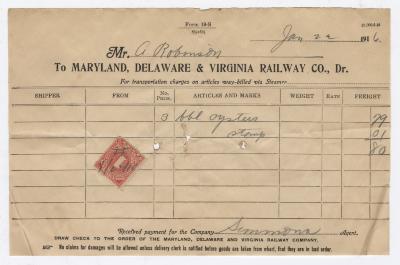 Form 19-S
Jan 22 1916.
Mr. A Robinson
To MARYLAND, DELAWARE & VIRGINIA RAILWAY CO., Dr.
For transportation charges on articles way-billed via Steamer
SHIPPER FROM No. Pkgs. ARTICLES AND MARKS WEIGHT RATE FREIGHT
3 bbl oysters 79
stamp 01
80
Received payment for the Company Simmons Agent.
DRAW CHECK TO THE ORDER OF THE MARYLAND, DELAWARE AND VIRGINIA RAILWAY COMPANY.
No claims for damages will be allowed unless delivery clerk is notified before goods are taken from wharf, that they are in bad order.